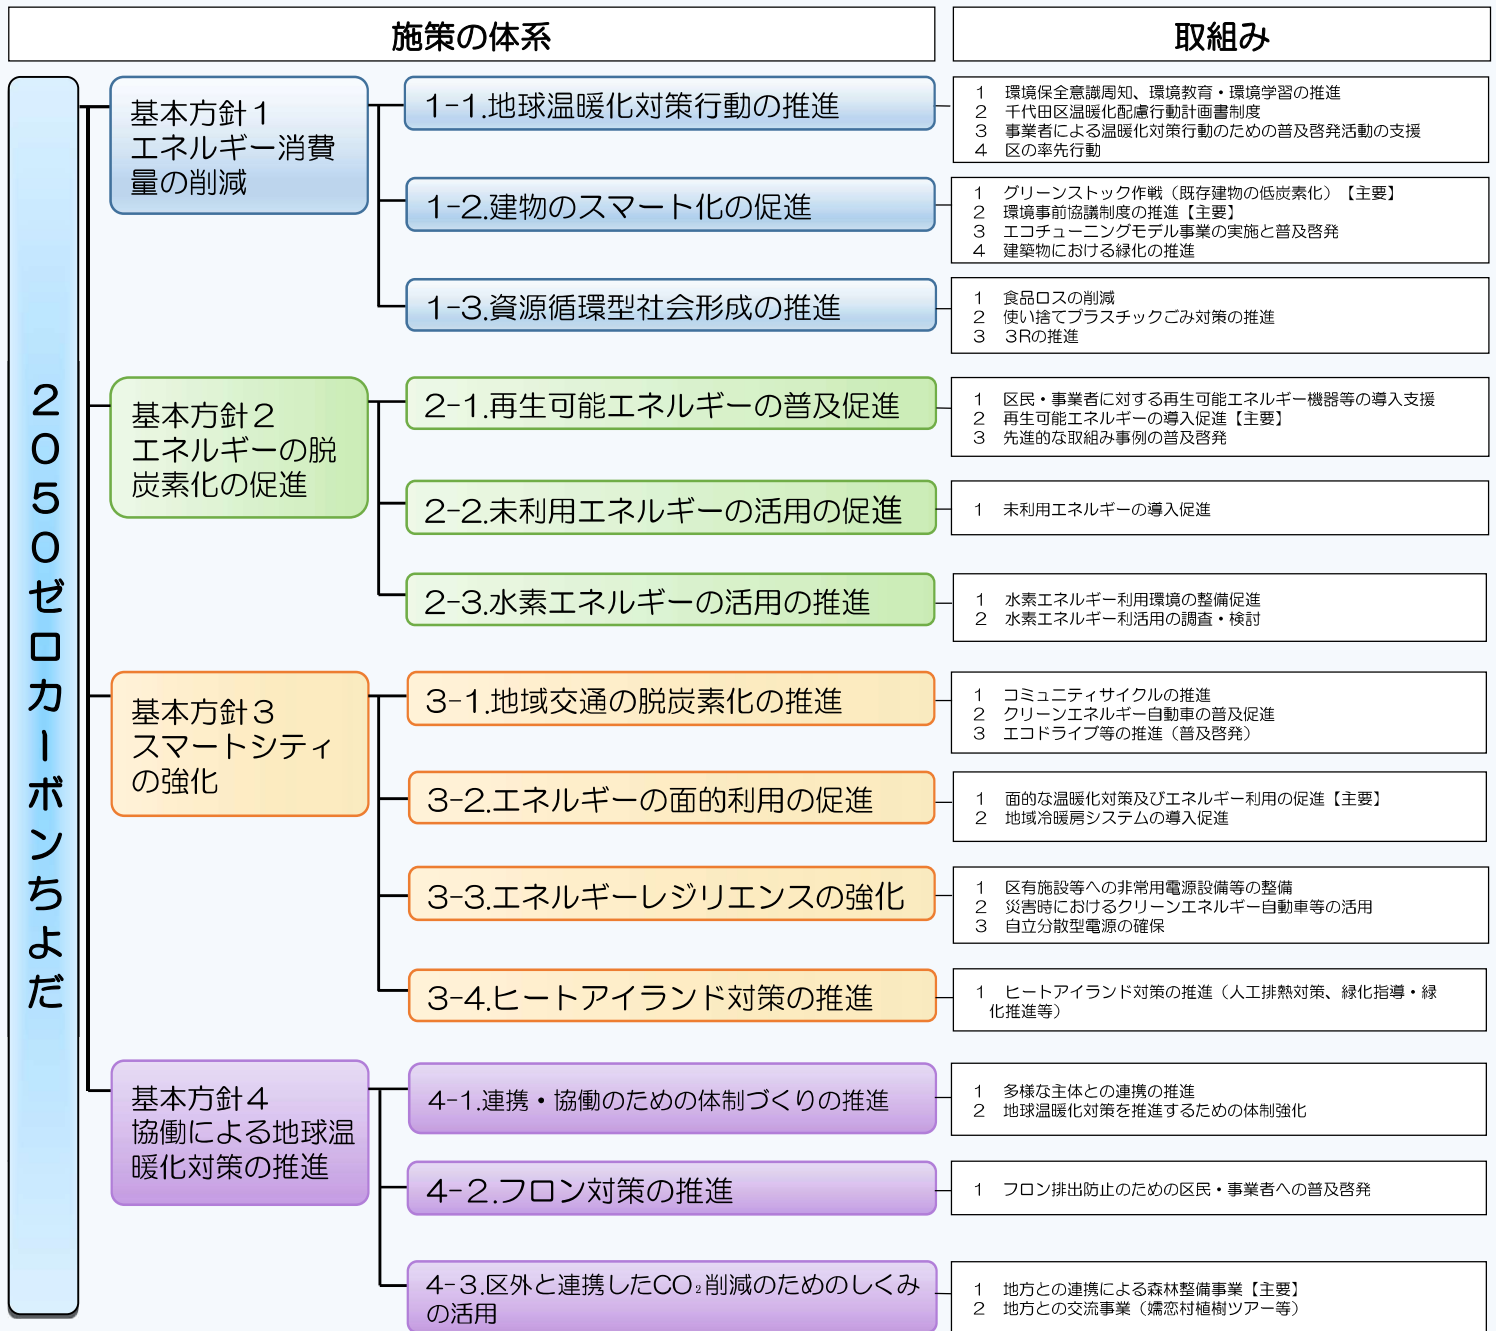 施策の体系
取組み
2050ゼロカーボンちよだ
基本方針1
エネルギー消費
量の削減
1-1.地球温暖化対策行動の推進
1 環境保全意識周知、環境教育・環境学習の推進
2 千代田区温暖化配慮行動計画書制度
3 事業者による温暖化対策行動のための普及啓発活動の支援
4 区の率先行動
1-2.建物のスマート化の促進
1 グリーンストック作戦（既存建物の低炭素化）【主要】
2 環境事前協議制度の推進【主要】
3 エコチューニングモデル事業の実施と普及啓発
4 建築物における緑化の推進
1-3.資源循環型社会形成の推進
1 食品ロスの削減
2 使い捨てプラスチックごみ対策の推進
3 3Rの推進
基本方針2
エネルギーの脱
炭素化の促進
2-1.再生可能エネルギーの普及促進
1 区民・事業者に対する再生可能エネルギー機器等の導入支援
2 再生可能エネルギーの導入促進【主要】
3 先進的な取組み事例の普及啓発
2-2.未利用エネルギーの活用の促進
1 未利用エネルギーの導入促進
2-3.水素エネルギーの活用の推進
1 水素エネルギー利用環境の整備促進
2 水素エネルギー利活用の調査・検討
基本方針3
スマートシティ
の強化
3-1.地域交通の脱炭素化の推進
1 コミュニティサイクルの推進
2 クリーンエネルギー自動車の普及促進
3 エコドライブ等の推進（普及啓発）
3-2.エネルギーの面的利用の促進
1 面的な温暖化対策及びエネルギー利用の促進【主要】
2 地域冷暖房システムの導入促進
3-3.エネルギーレジリエンスの強化
1 区有施設等への非常用電源設備等の整備
2 災害時におけるクリーンエネルギー自動車等の活用
3 自立分散型電源の確保
3-4.ヒートアイランド対策の推進
1 ヒートアイランド対策の推進（人工排熱対策、緑化指導・緑
化推進等）
基本方針4
協働による地球温
暖化対策の推進
4-1.連携・協働のための体制づくりの推進
1 多様な主体との連携の推進
2 地球温暖化対策を推進するための体制強化
4-2.フロン対策の推進
1 フロン排出防止のための区民・事業者への普及啓発
4-3.区外と連携したCO₂削減のためのしくみ
の活用
1 地方との連携による森林整備事業【主要】
2 地方との交流事業（嬬恋村植樹ツアー等）